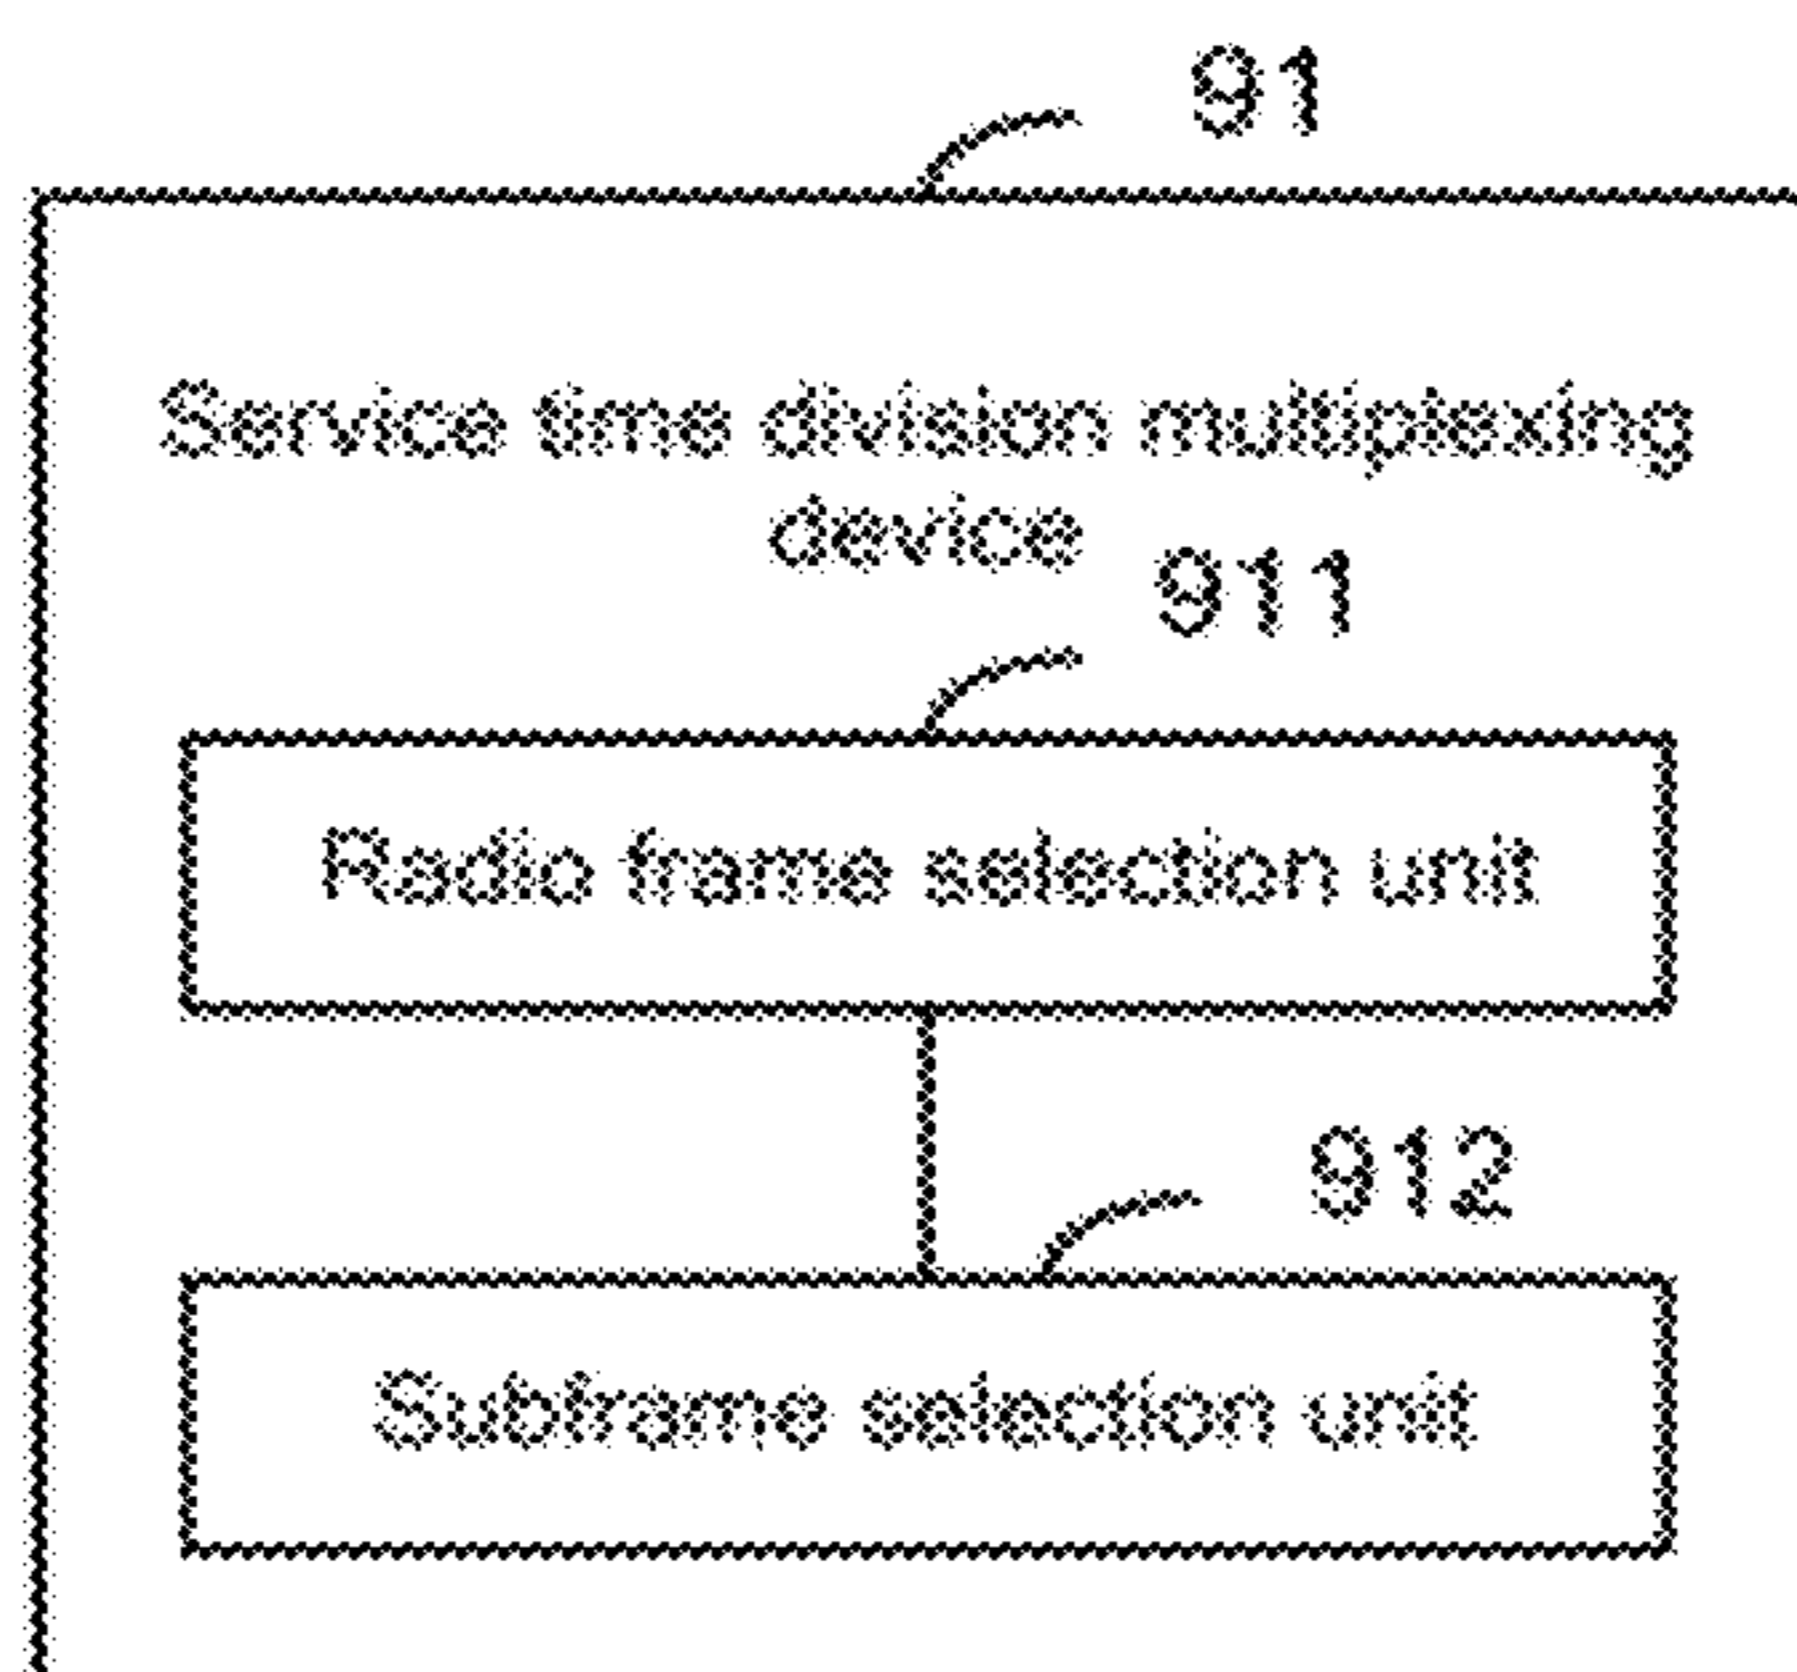 91
Service time division multiplexing
device
911
Radio frame selection unit
912
Subframe selection unit